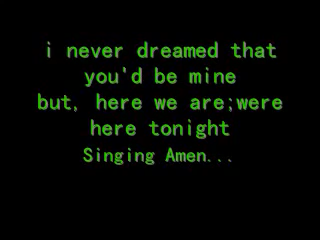 i never dreamed that
you'd be mine
but, here we are;were
here tonight
Singing Amen...